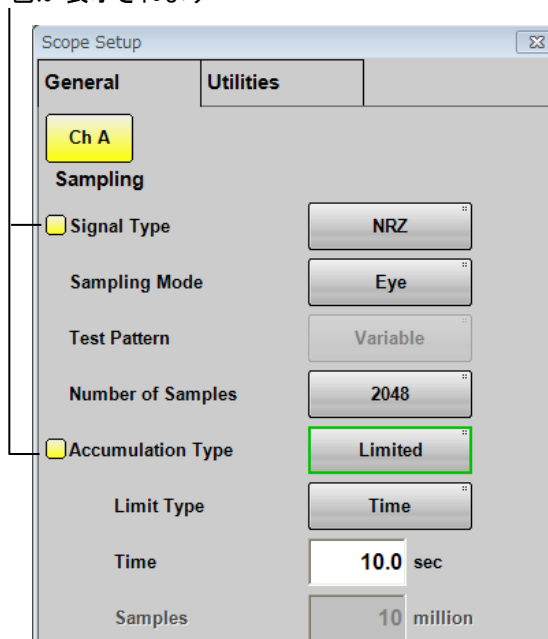 Scope Setup
General Utilities
Ch A
Sampling
Signal Type NRZ
Sampling Mode Eye
Test Pattern Variable
Number of Samples 2048
Accumulation Type Limited
Limit Type Time
Time 10.0 sec
Samples 10 million